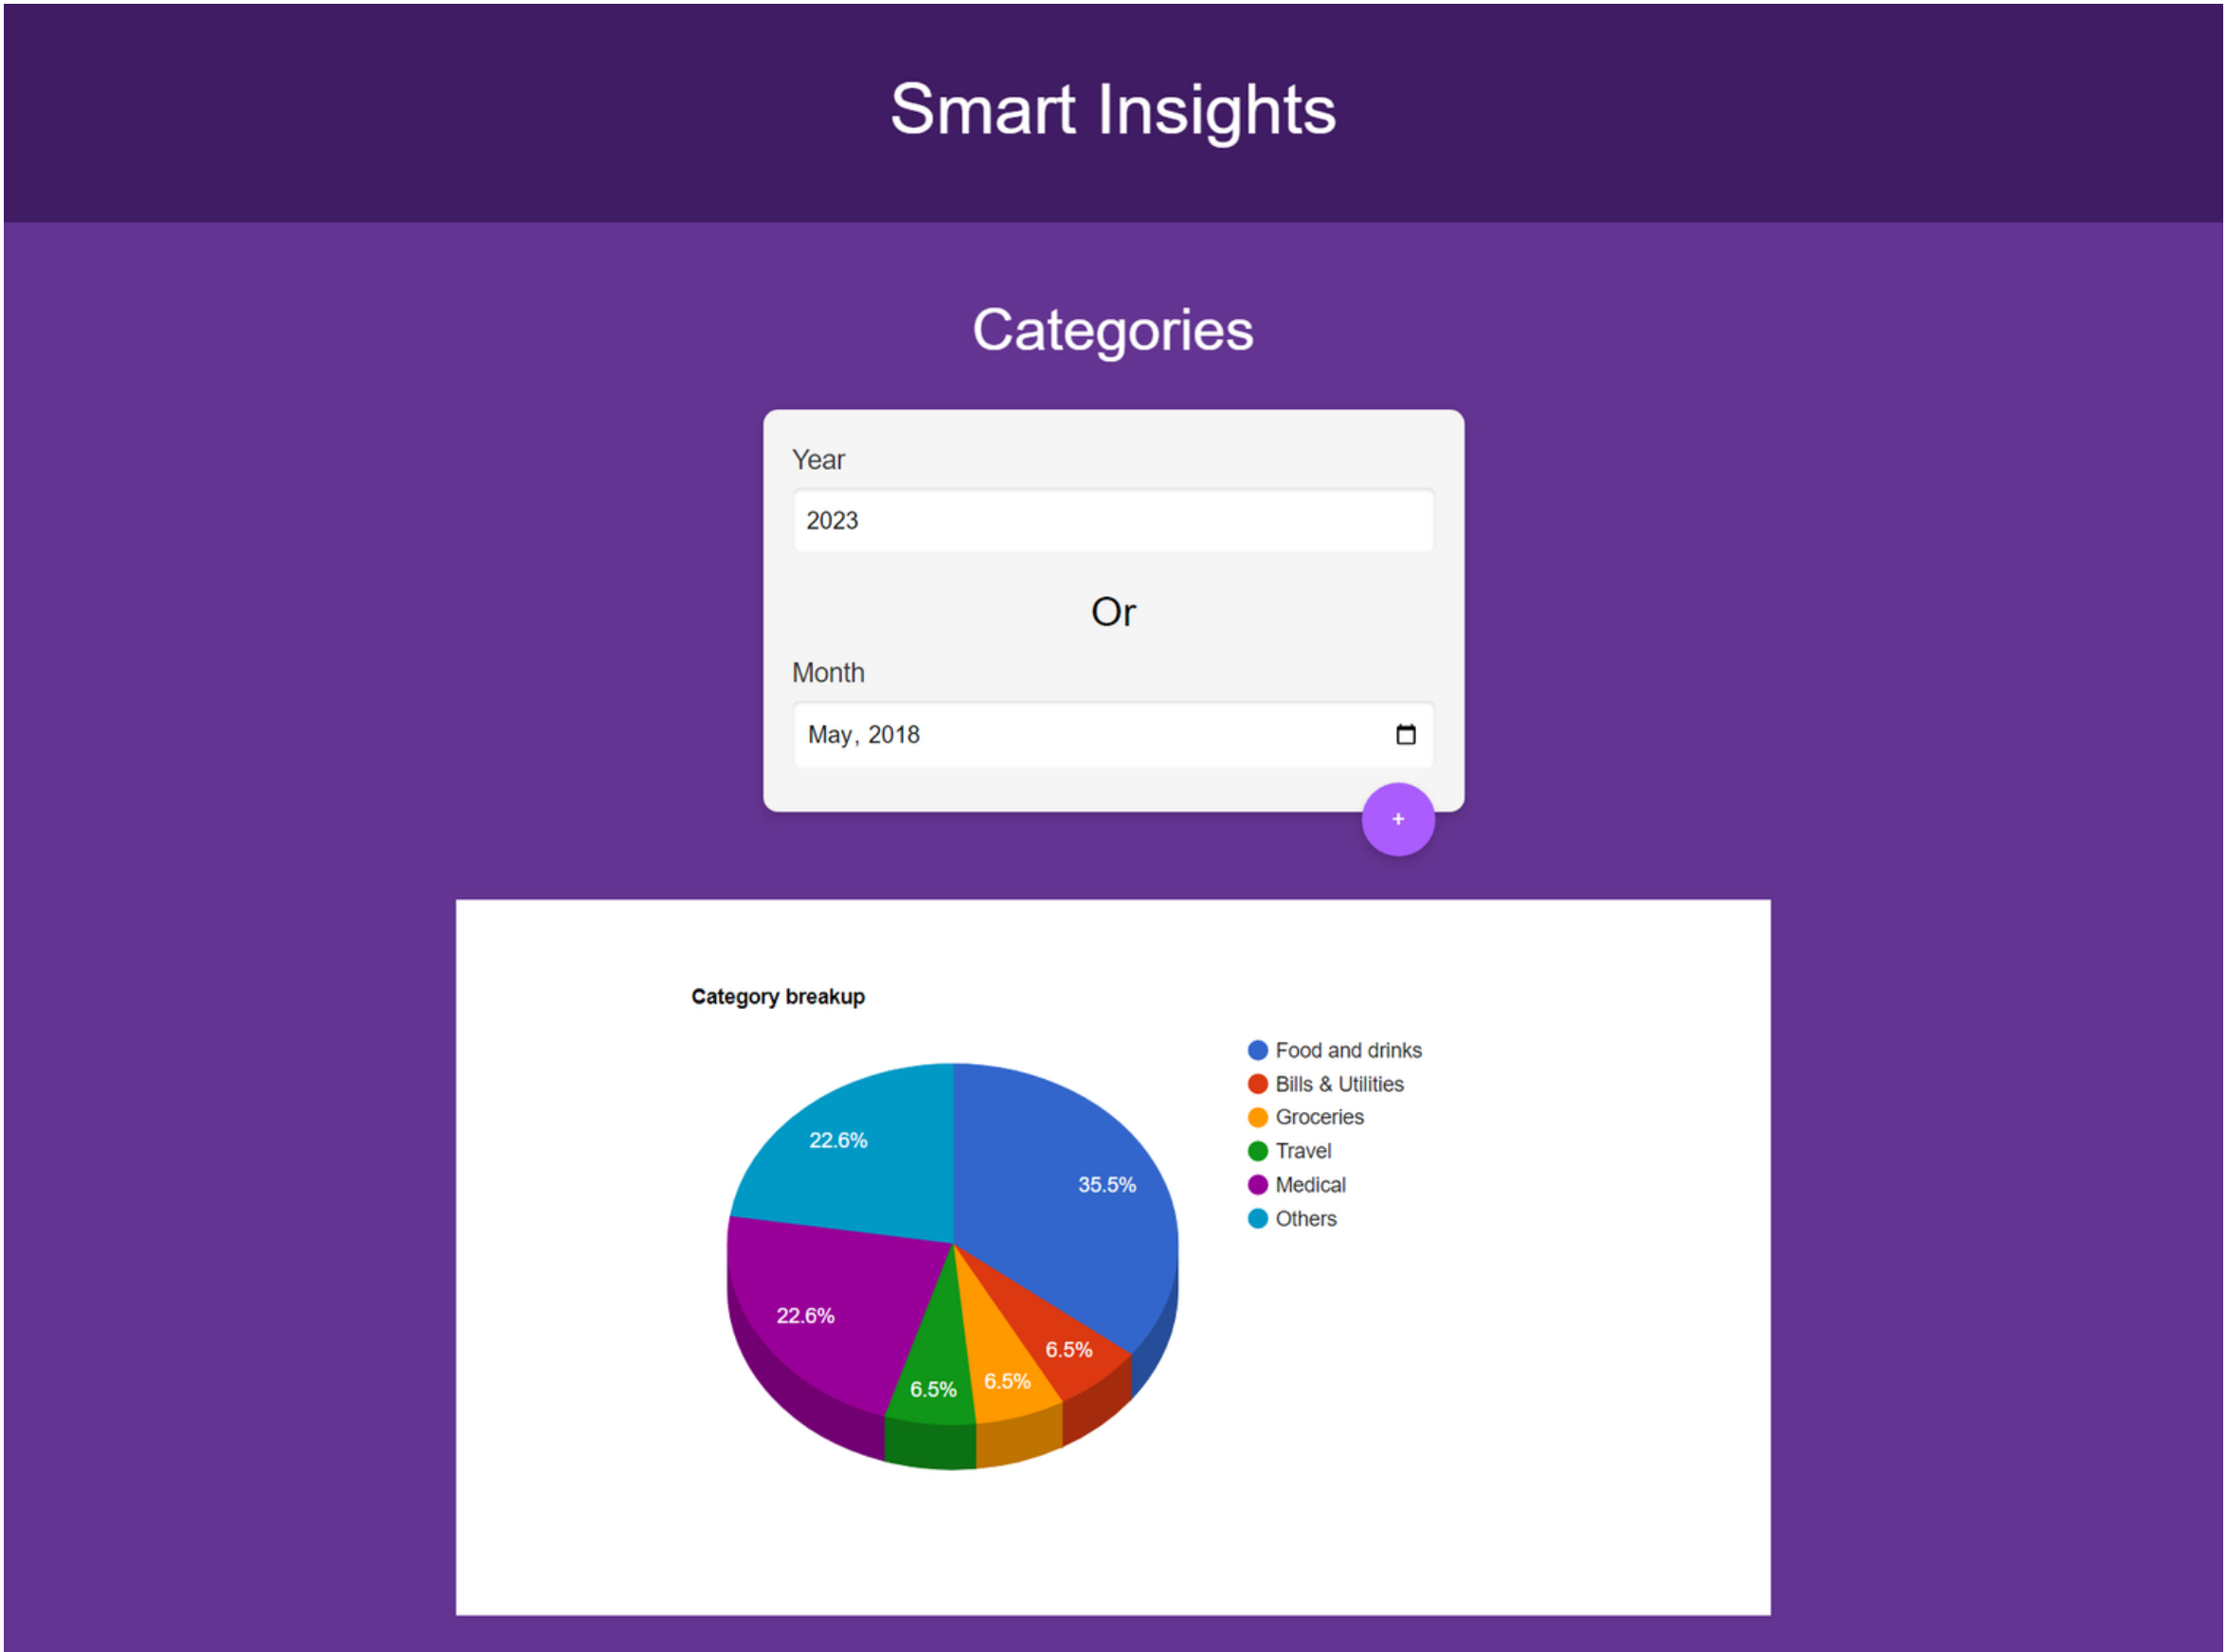 Smart Insights
Categories
Year
2023
Or
Month
May, 2018
+
Category breakup
Food and drinks
Bills & Utilities
Groceries
Travel
Medical
Others
22.6%
35.5%
22.6%
6.5%
6.5%
6.5%